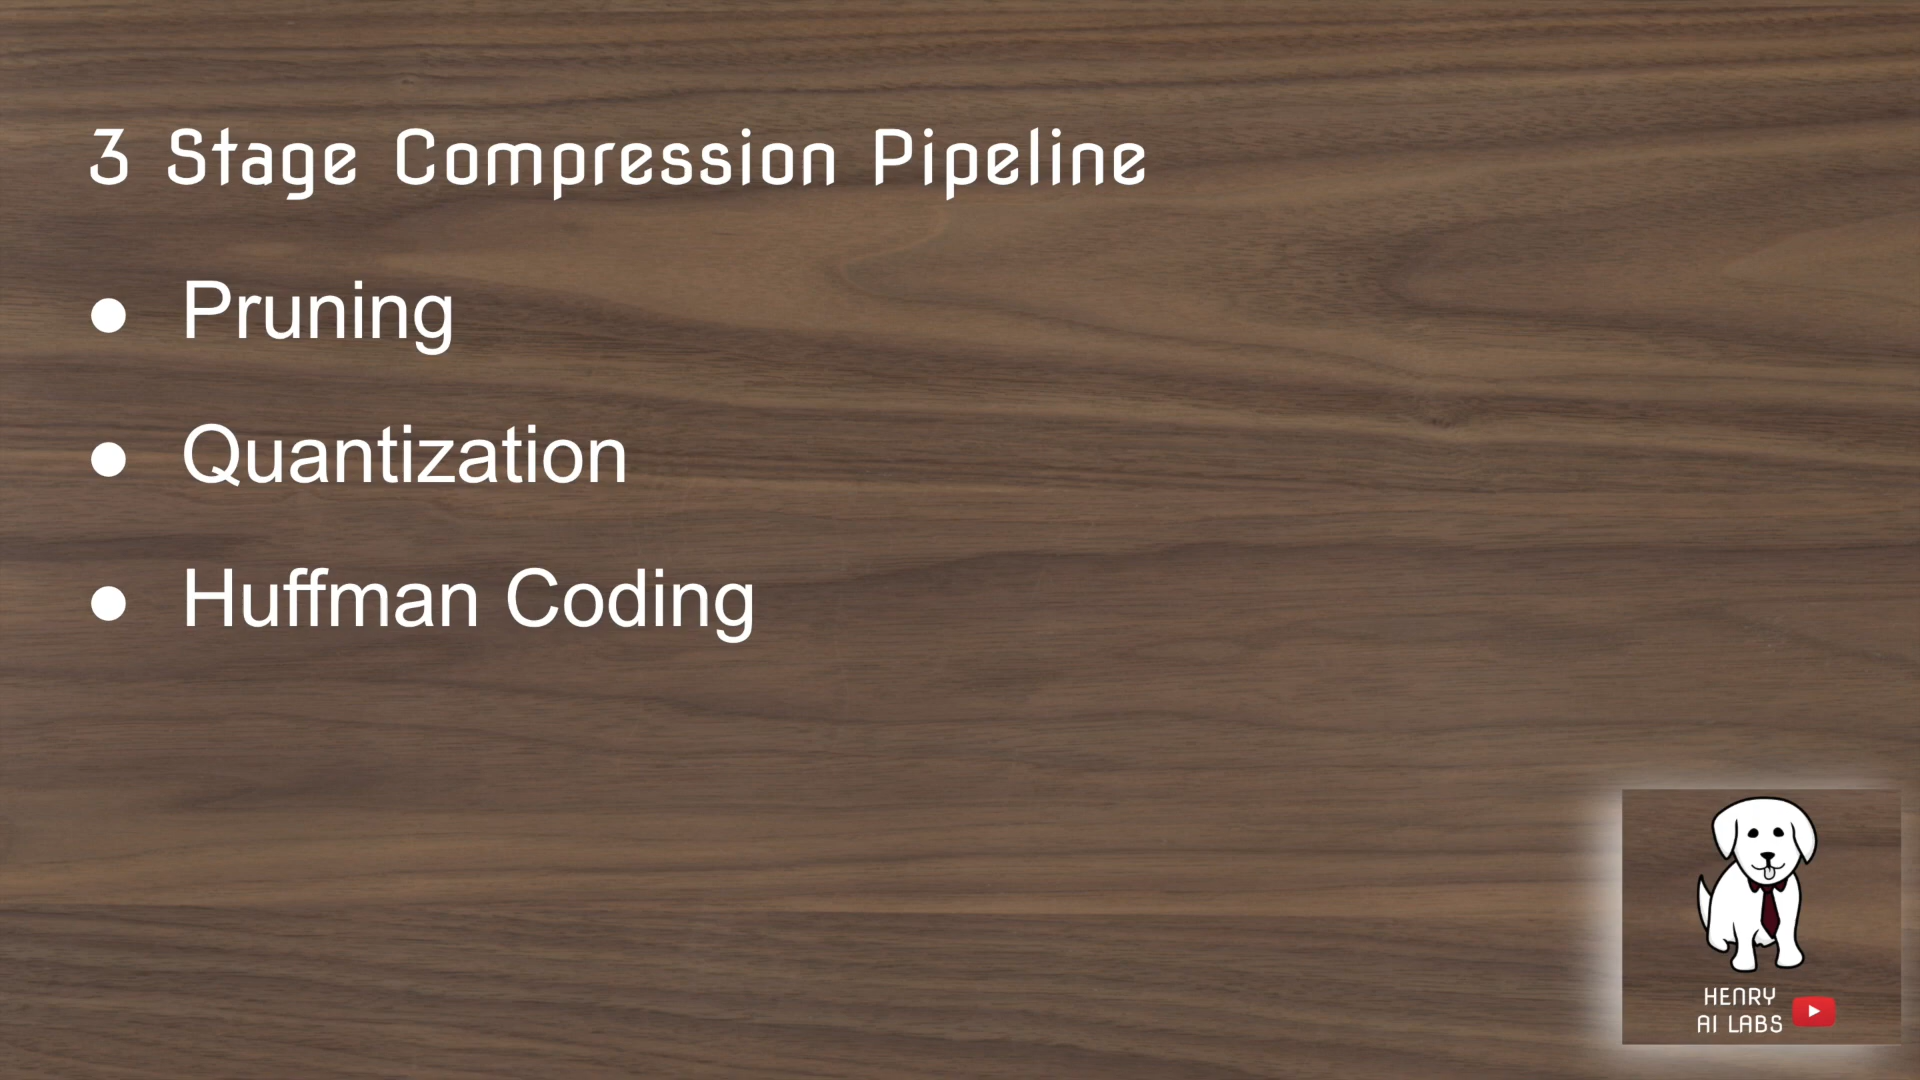 3 Stage Compression Pipeline
● Pruning
● Quantization
● Huffman Coding
HENRY
AI LABS